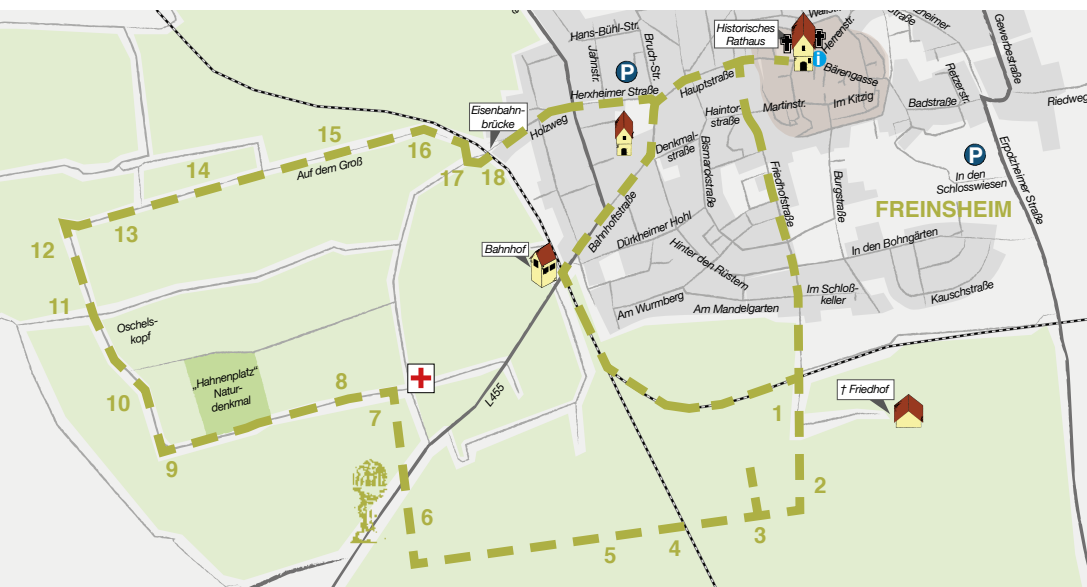 Hans-Bühl-Str.
Jahnstr.
Bruch-Str.
P
Herxheimer Straße
Historisches
Rathaus
Herrenstr.
i
Bärengasse
Im Kitzig
Martinstr.
Hauptstraße
Haintor-
straße
Retzerstr.
Badstraße
Gewerbestraße
Riedweg
Erpolzheimer Straße
P
In den
Schlosswiesen
FREINSHEIM
Eisenbahn-
brücke
Holzweg
Denkmal-
straße
Bismarckstraße
Friedhofstraße
Burgstraße
Bahnhofstraße
Dürkheimer Hohl
Hinter den Rüstern
In den Bohngärten
Im Schloß-
keller
Kauschstraße
Am Wurmberg
Am Mandelgarten
Bahnhof
L455
† Friedhof
Auf dem Groß
Oschels-
kopf
„Hahnenplatz“
Natur-
denkmal
1
2
3
4
5
6
7
8
9
10
11
12
13
14
15
16
17
18